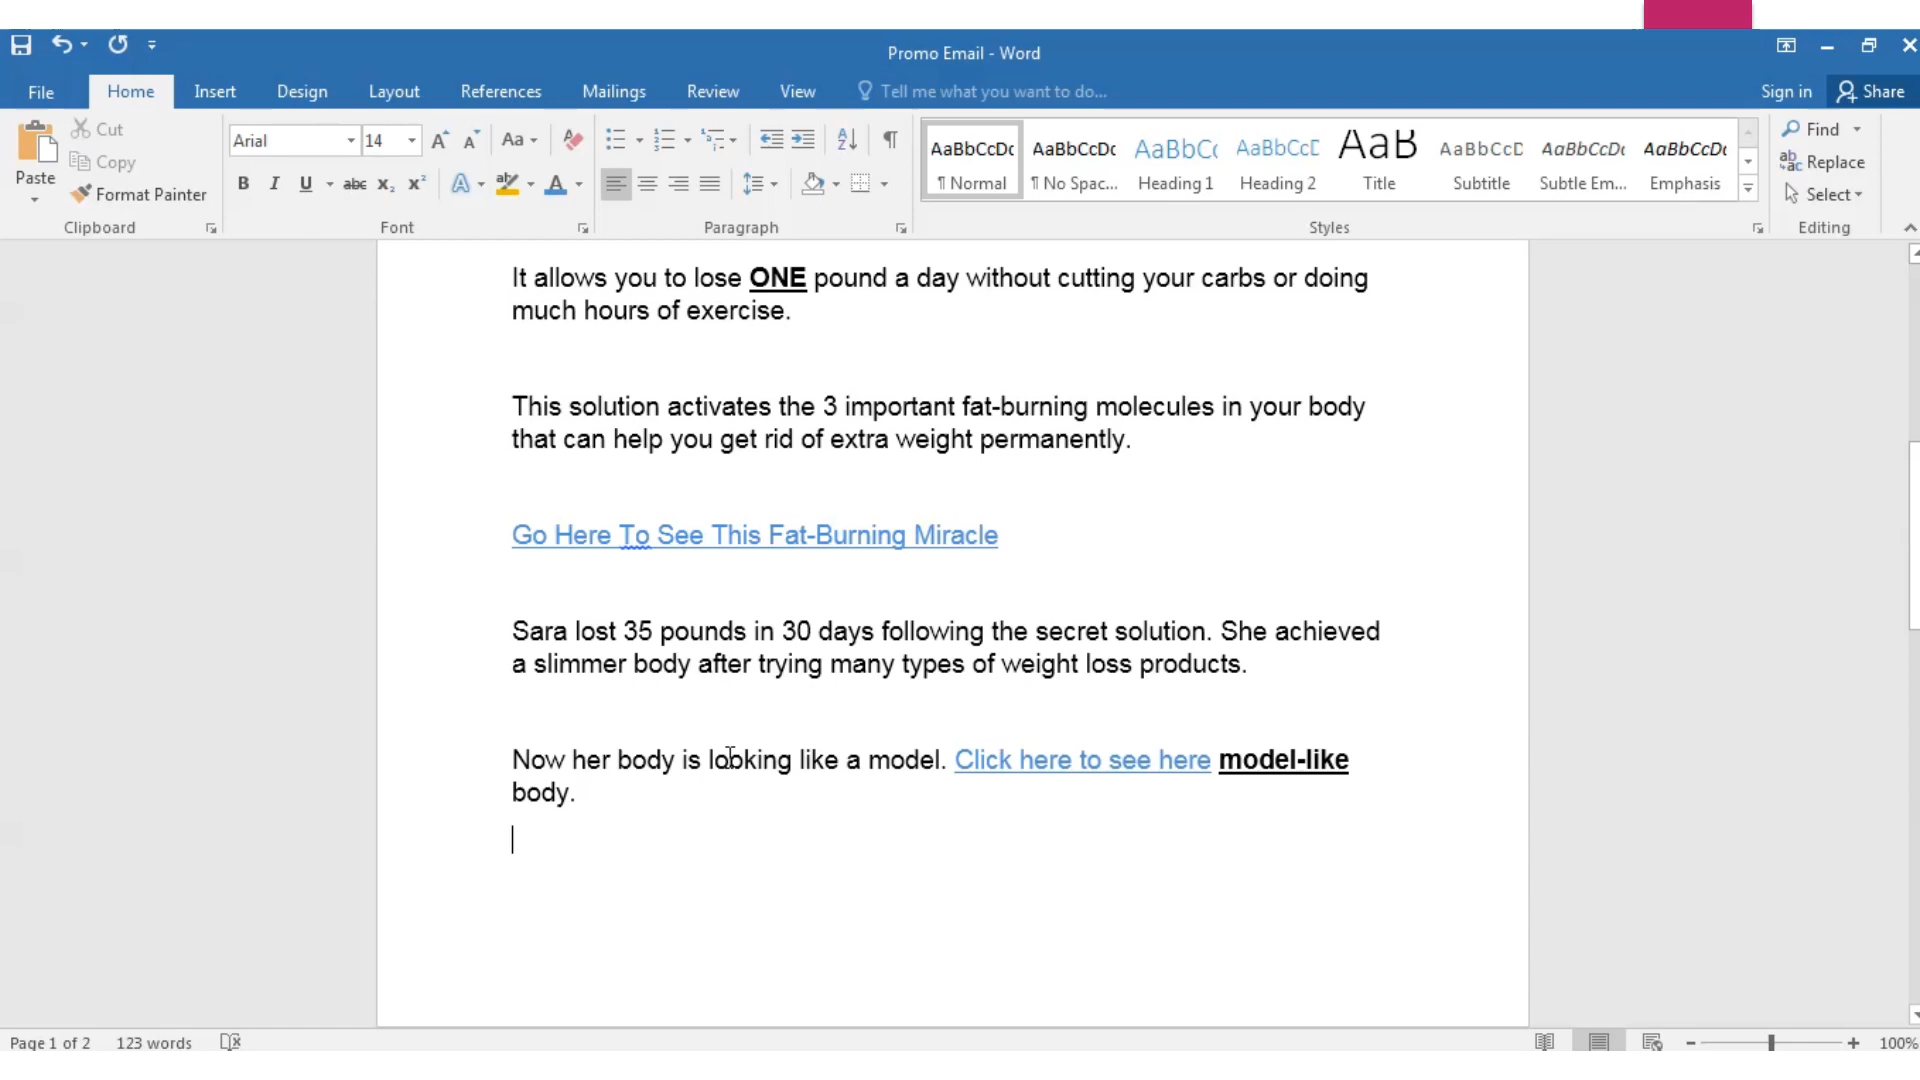 Promo Email - Word
File Home Insert Design Layout References Mailings Review View Tell me what you want to do... Sign in Share
Paste
Cut
Copy
Format Painter
Clipboard
Arial 14
Font
Paragraph
AaBbCcDc ¶ Normal
AaBbCcDc ¶ No Spac...
AaBbCc Heading 1
AaBbCcD Heading 2
AaB Title
AaBbCcD Subtitle
AaBbCcDc Subtle Em...
AaBbCcDc Emphasis
Styles
Find
Replace
Select
Editing
It allows you to lose ONE pound a day without cutting your carbs or doing
much hours of exercise.
This solution activates the 3 important fat-burning molecules in your body
that can help you get rid of extra weight permanently.
Go Here To See This Fat-Burning Miracle
Sara lost 35 pounds in 30 days following the secret solution. She achieved
a slimmer body after trying many types of weight loss products.
Now her body is looking like a model. Click here to see here model-like
body.
Page 1 of 2 123 words 100%